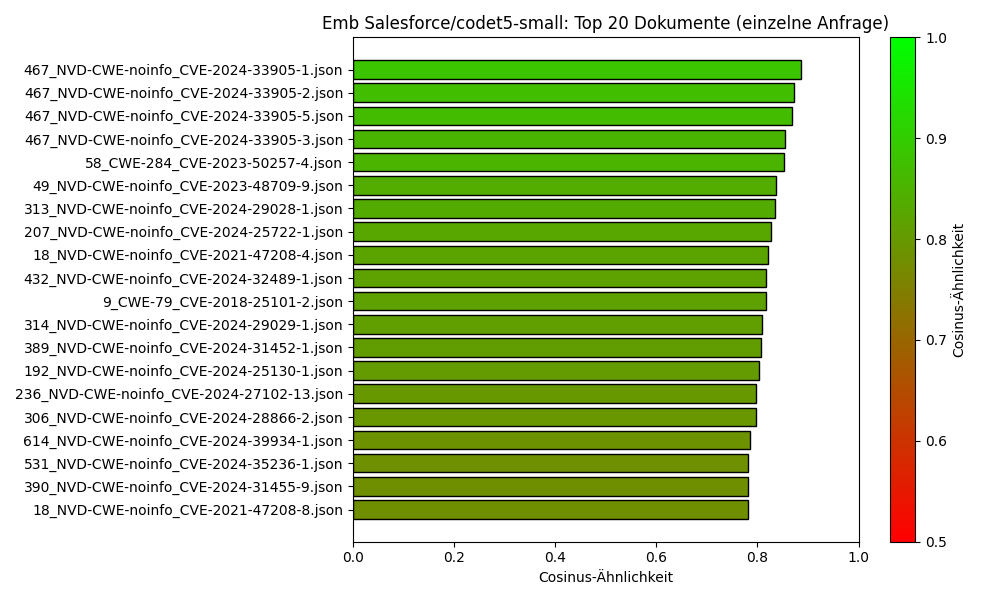 Emb Salesforce/codet5-small: Top 20 Dokumente (einzelne Anfrage)
467_NVD-CWE-noinfo_CVE-2024-33905-1.json
467_NVD-CWE-noinfo_CVE-2024-33905-2.json
467_NVD-CWE-noinfo_CVE-2024-33905-5.json
467_NVD-CWE-noinfo_CVE-2024-33905-3.json
58_CWE-284_CVE-2023-50257-4.json
49_NVD-CWE-noinfo_CVE-2023-48709-9.json
313_NVD-CWE-noinfo_CVE-2024-29028-1.json
207_NVD-CWE-noinfo_CVE-2024-25722-1.json
18_NVD-CWE-noinfo_CVE-2021-47208-4.json
432_NVD-CWE-noinfo_CVE-2024-32489-1.json
9_CWE-79_CVE-2018-25101-2.json
314_NVD-CWE-noinfo_CVE-2024-29029-1.json
389_NVD-CWE-noinfo_CVE-2024-31452-1.json
192_NVD-CWE-noinfo_CVE-2024-25130-1.json
236_NVD-CWE-noinfo_CVE-2024-27102-13.json
306_NVD-CWE-noinfo_CVE-2024-28866-2.json
614_NVD-CWE-noinfo_CVE-2024-39934-1.json
531_NVD-CWE-noinfo_CVE-2024-35236-1.json
390_NVD-CWE-noinfo_CVE-2024-31455-9.json
18_NVD-CWE-noinfo_CVE-2021-47208-8.json
0.0 0.2 0.4 0.6 0.8 1.0
Cosinus-Ähnlichkeit
1.0
0.9
0.8
0.7
0.6
0.5
Cosinus-Ähnlichkeit